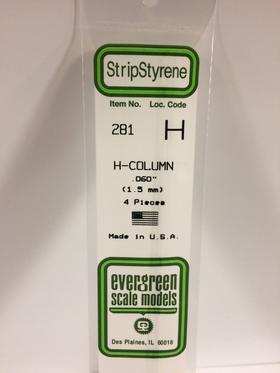 StripStyrene
Item No. Loc. Code
281 H
H-COLUMN
.060"
(1.5 mm)
4 Pieces
Made in U.S.A.
evergreen
scale models
Des Plaines, IL 60018